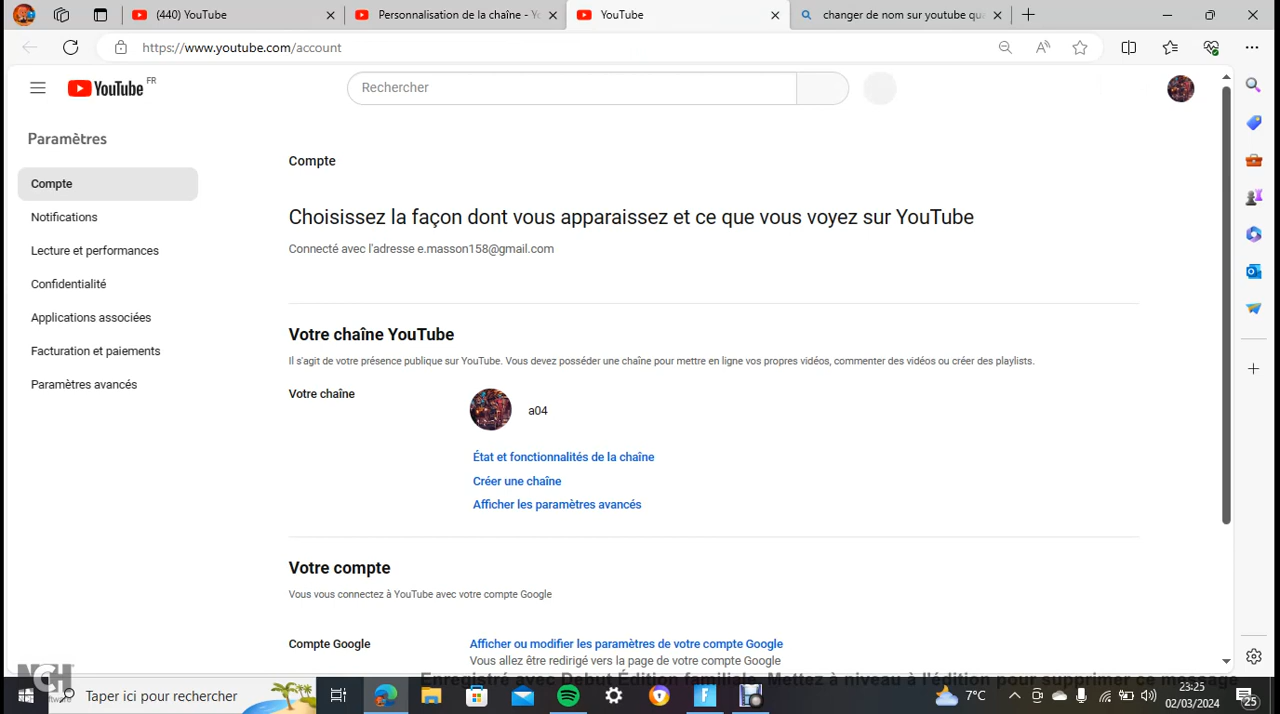 (440) YouTube
Personnalisation de la chaîne - Yo
YouTube
changer de nom sur youtube qua
https://www.youtube.com/account
YouTube FR
Rechercher
Paramètres
Compte
Notifications
Lecture et performances
Confidentialité
Applications associées
Facturation et paiements
Paramètres avancés
Compte
Choisissez la façon dont vous apparaissez et ce que vous voyez sur YouTube
Connecté avec l'adresse e.masson158@gmail.com
Votre chaîne YouTube
Il s'agit de votre présence publique sur YouTube. Vous devez posséder une chaîne pour mettre en ligne vos propres vidéos, commenter des vidéos ou créer des playlists.
Votre chaîne
a04
État et fonctionnalités de la chaîne
Créer une chaîne
Afficher les paramètres avancés
Votre compte
Vous vous connectez à YouTube avec votre compte Google
Compte Google
Afficher ou modifier les paramètres de votre compte Google
Vous allez être redirigé vers la page de votre compte Google
NCH
Software
Enregistré avec Debut Édition familiale. Mettez à niveau à l'édition pour supprimer ce message
Taper ici pour rechercher
7°C
23:25
02/03/2024
25